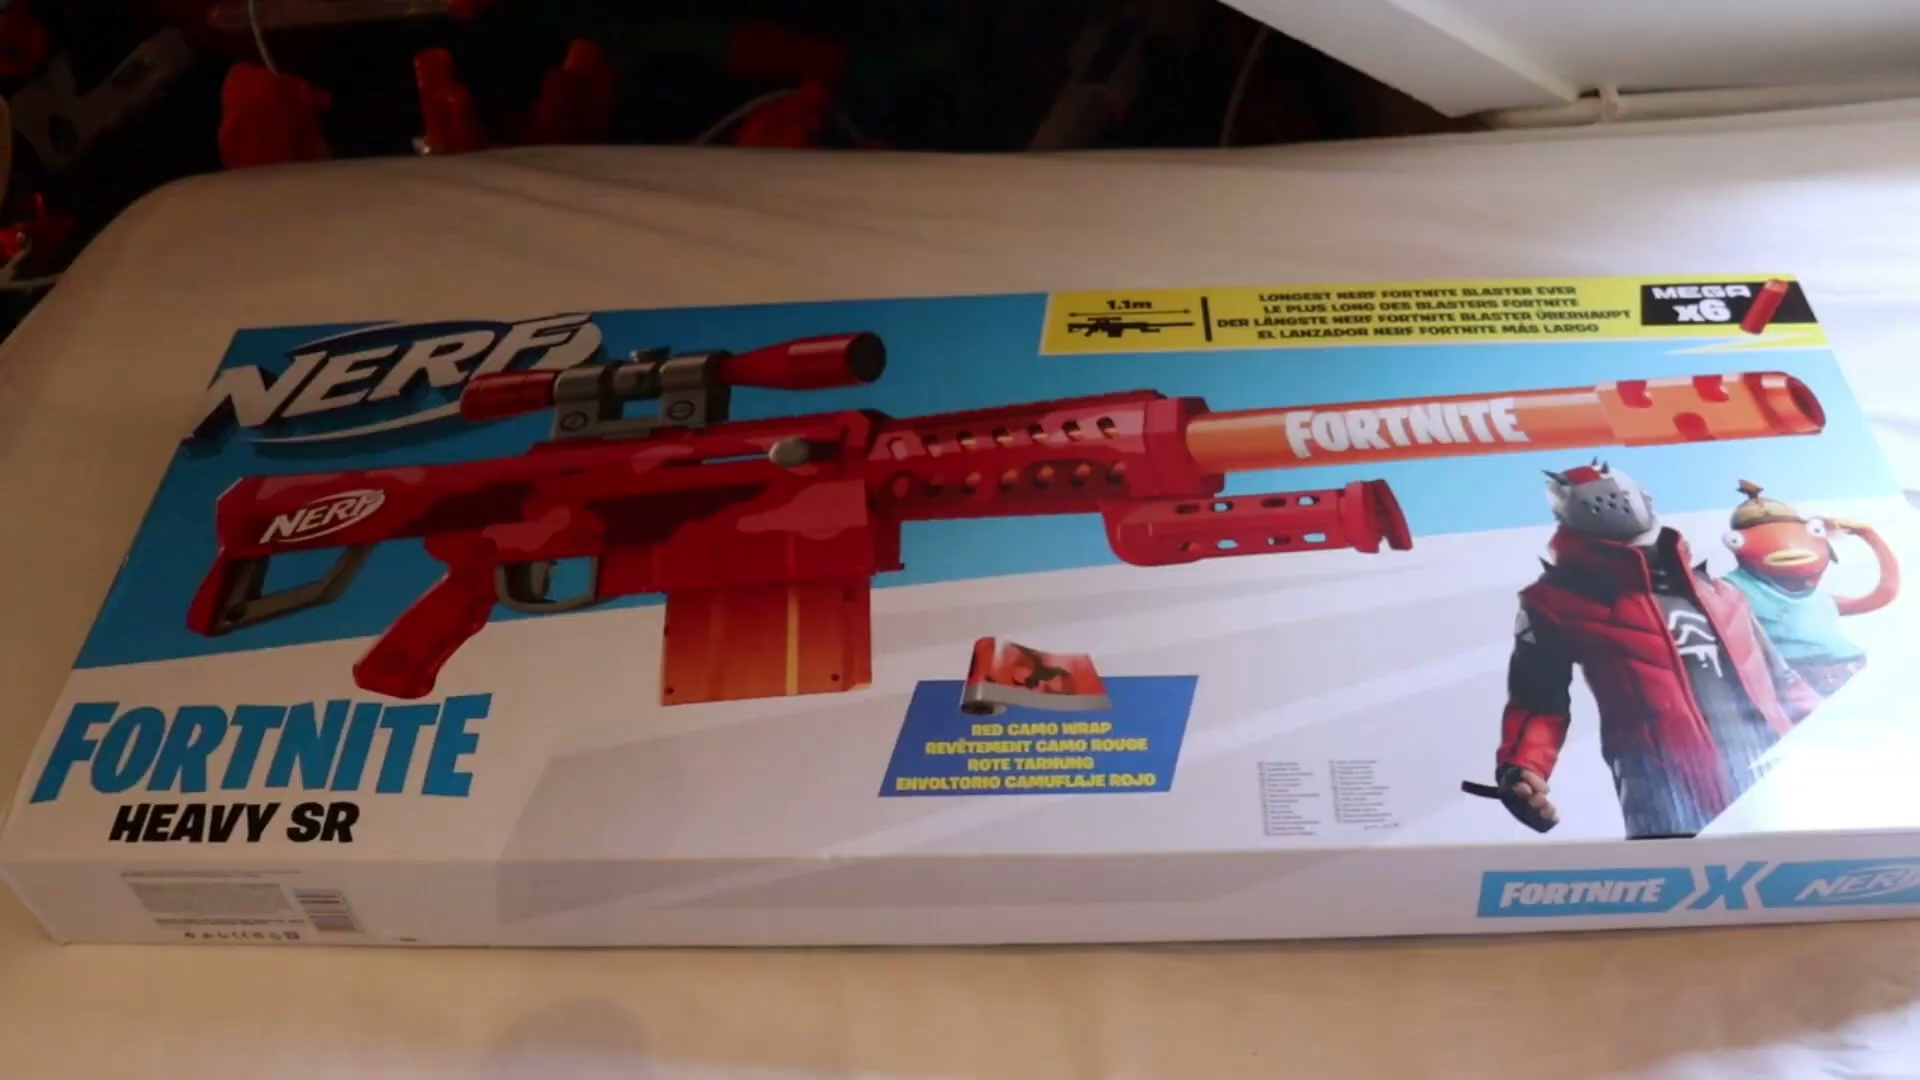 NERF
1.1m
LONGEST NERF FORTNITE BLASTER EVER
LE PLUS LONG DES BLASTERS FORTNITE
DER LÄNGSTE NERF FORTNITE BLASTER ÜBERHAUPT
EL LANZADOR NERF FORTNITE MÁS LARGO
MEGA
x6
FORTNITE
NERF
FORTNITE
HEAVY SR
RED CAMO WRAP
REVÊTEMENT CAMO ROUGE
ROTE TARNUNG
ENVOLTORIO CAMUFLAJE ROJO
FORTNITE X NERF